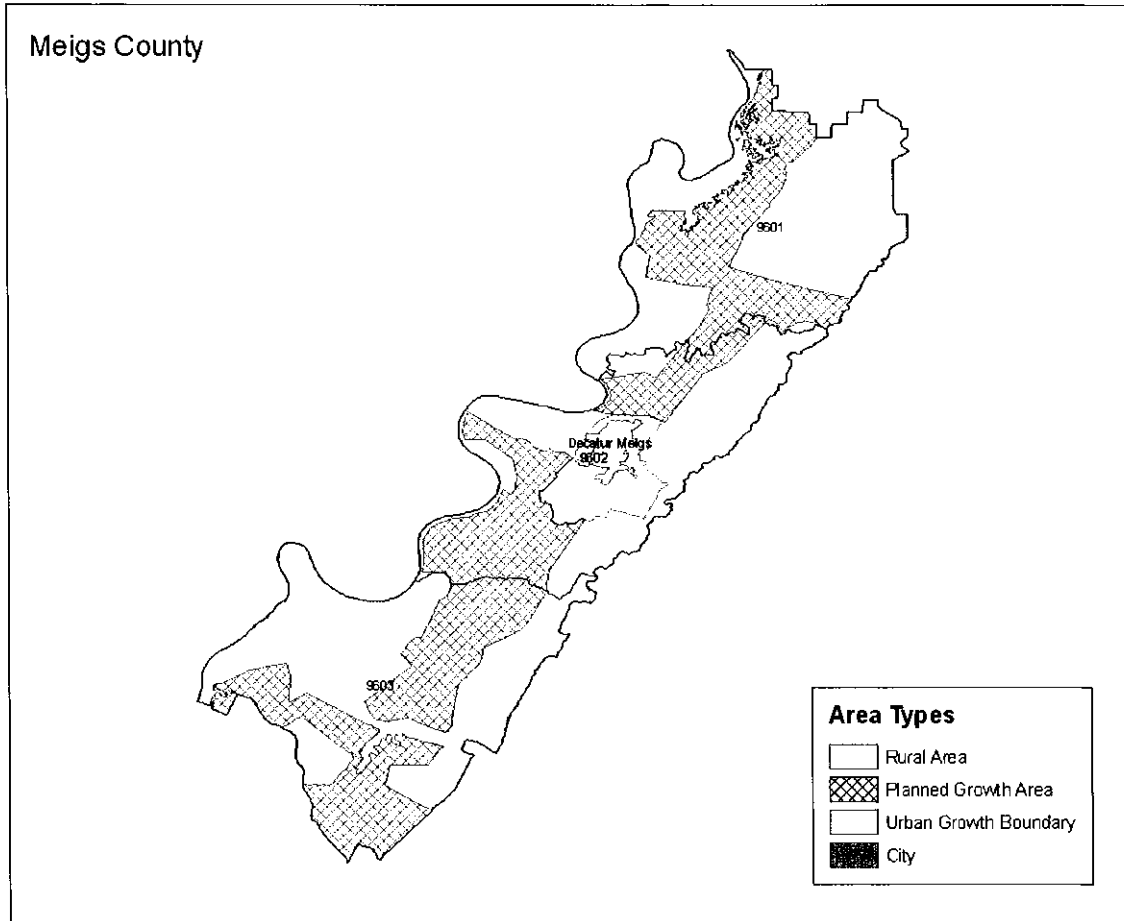 Meigs County
9601
Decatur Meigs
9602
9603
Area Types
Rural Area
Planned Growth Area
Urban Growth Boundary
City